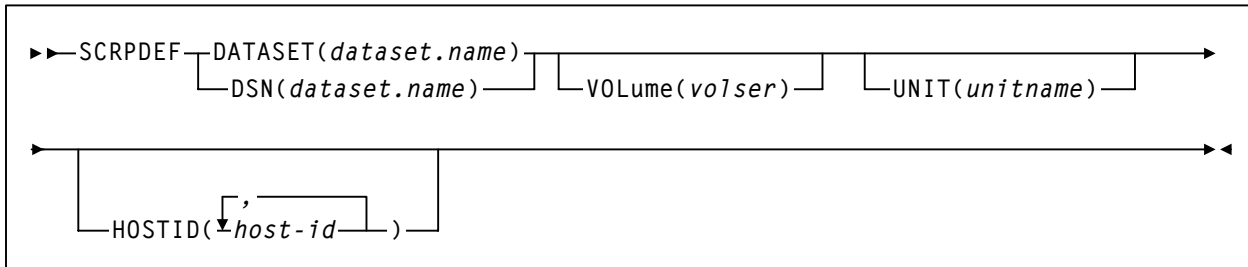 SCRPDEF DATASET(dataset.name)
DSN(dataset.name) VOLume(volser) UNIT(unitname)
,
HOSTID( host-id )